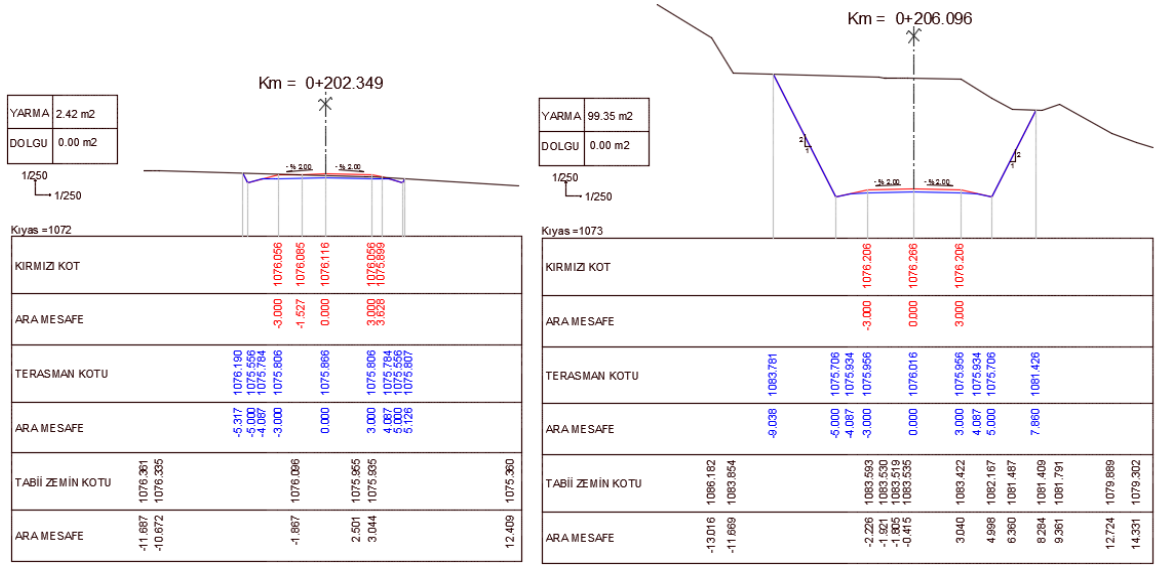 Km = 0+202.349
YARMA 2.42 m2
DOLGU 0.00 m2
1/250
1/250
- % 2.00 - % 2.00
Kıyas =1072
KIRMIZI KOT 1076.056 1076.085 1076.116 1076.056 1075.899
ARA MESAFE -3.000 -1.527 0.000 3.000 3.628
TERASMAN KOTU 1076.190 1075.556 1075.784 1075.806 1075.866 1075.806 1075.784 1075.556 1075.807
ARA MESAFE -5.317 -5.000 -4.087 -3.000 0.000 3.000 4.087 5.000 5.126
TABİİ ZEMİN KOTU 1076.361 1076.335 1076.096 1075.955 1075.935 1075.360
ARA MESAFE -11.687 -10.672 -1.867 2.501 3.044 12.409
Km = 0+206.096
YARMA 99.35 m2
DOLGU 0.00 m2
1/250
1/250
2
1
- % 2.00 - % 2.00
2
1
Kıyas =1073
KIRMIZI KOT 1076.206 1076.266 1076.206
ARA MESAFE -3.000 0.000 3.000
TERASMAN KOTU 1083.781 1075.706 1075.934 1075.956 1076.016 1075.956 1075.934 1075.706 1081.426
ARA MESAFE -9.038 -5.000 -4.087 -3.000 0.000 3.000 4.087 5.000 7.860
TABİİ ZEMİN KOTU 1086.182 1083.854 1083.593 1083.530 1083.519 1083.535 1083.422 1082.167 1081.487 1081.409 1081.791 1079.889 1079.302
ARA MESAFE -13.016 -11.669 -2.226 -1.921 -1.805 -0.415 3.040 4.998 6.360 8.284 9.361 12.724 14.331